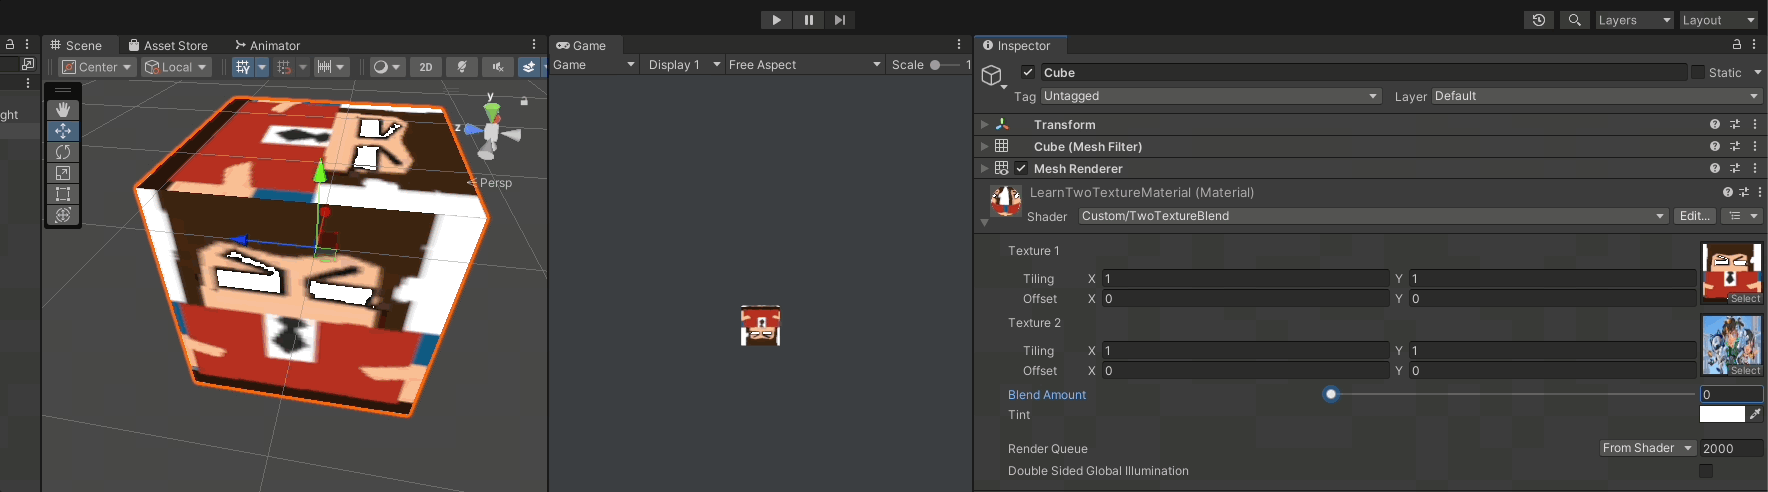 Layers
Layout
Scene
Asset Store
Animator
Game
Inspector
Center
Local
2D
Game
Display 1
Free Aspect
Scale
1
Cube
Static
Tag
Untagged
Layer
Default
ght
y
z
Persp
Transform
Cube (Mesh Filter)
Mesh Renderer
LearnTwoTextureMaterial (Material)
Shader
Custom/TwoTextureBlend
Edit...
Texture 1
Tiling X 1 Y 1
Offset X 0 Y 0
Select
Texture 2
Tiling X 1 Y 1
Offset X 0 Y 0
Select
Blend Amount
0
Tint
Render Queue
From Shader
2000
Double Sided Global Illumination